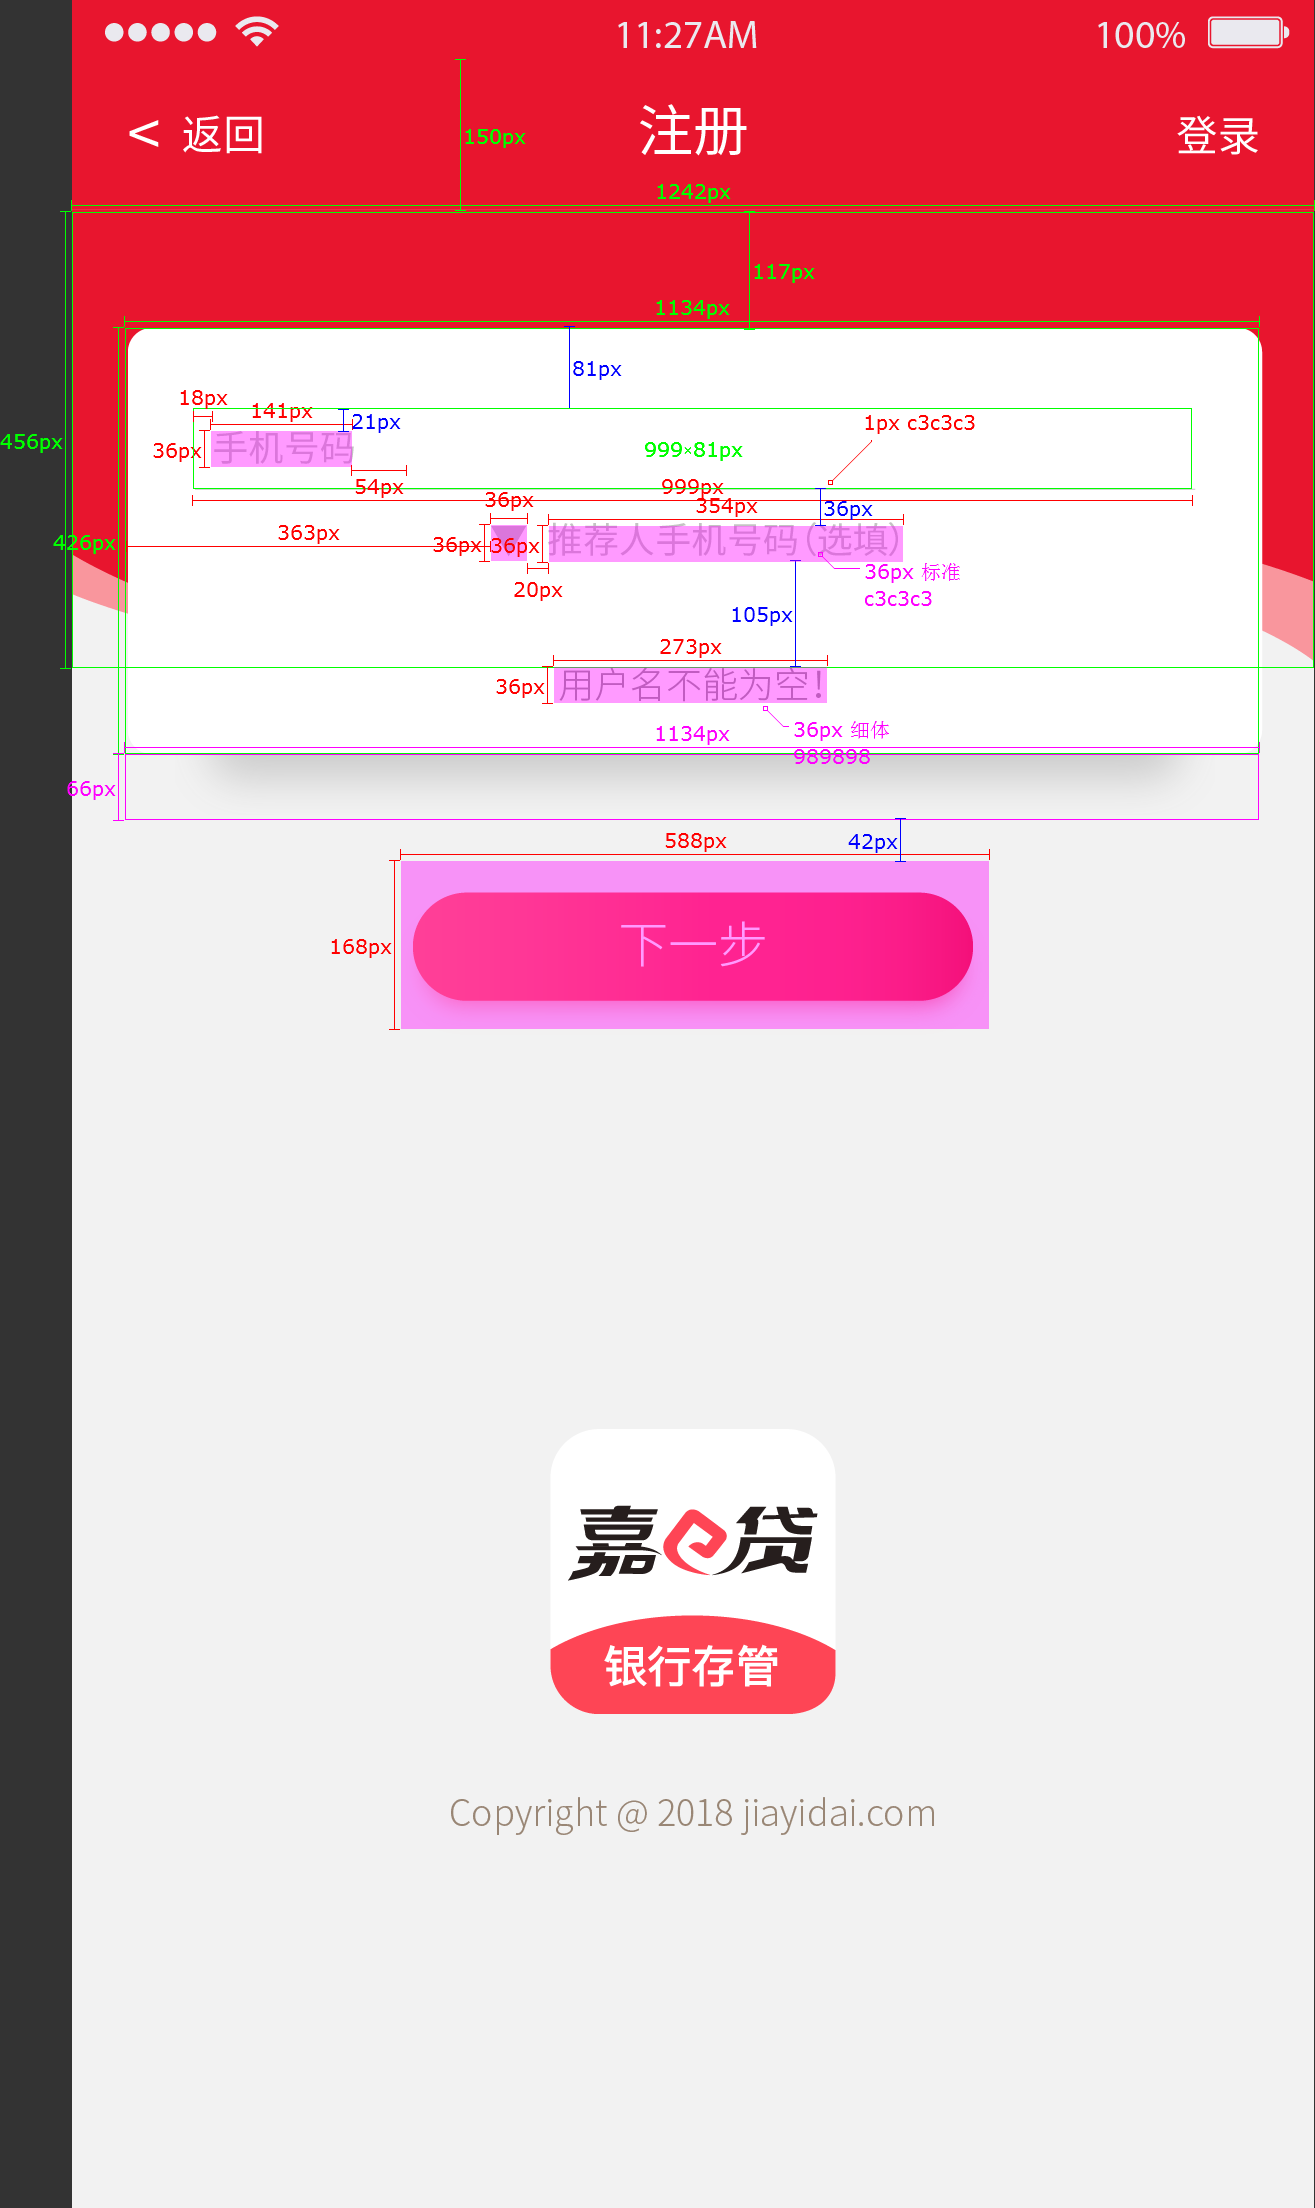 11:27AM
100%
< 返回
注册
登录
150px
1242px
117px
1134px
81px
18px
141px
21px
1px c3c3c3
456px
36px
手机号码
999×81px
54px
999px
36px
354px
36px
363px
426px
36px
36px
推荐人手机号码(选填)
36px 标准
c3c3c3
20px
105px
273px
36px
用户名不能为空!
1134px
36px 细体
989898
66px
588px
42px
168px
下一步
嘉e贷
银行存管
Copyright @ 2018 jiayidai.com